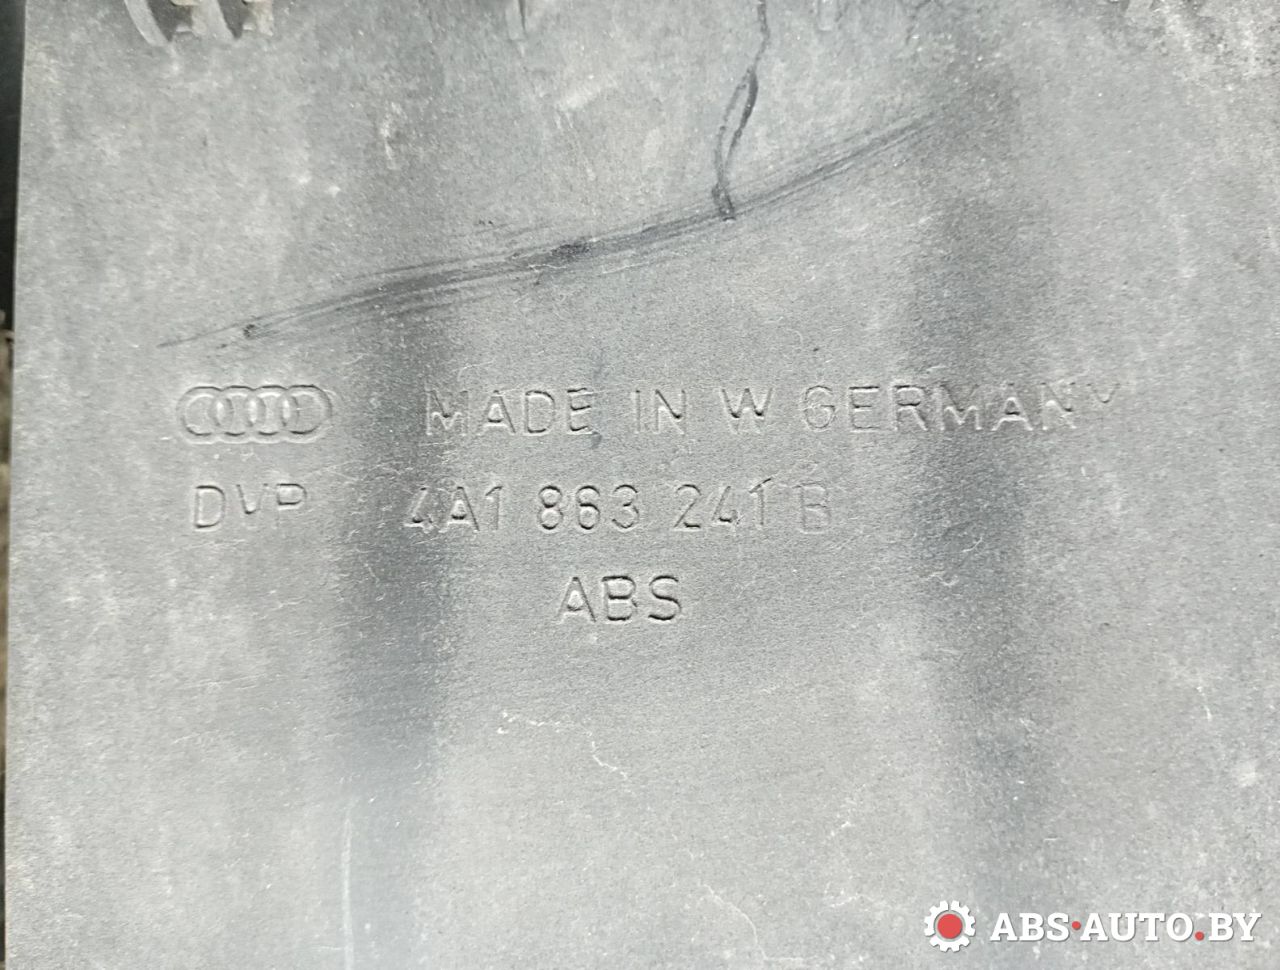 MADE IN W GERMANY
DVP 4A1 863 241 B
ABS
ABS·AUTO.BY